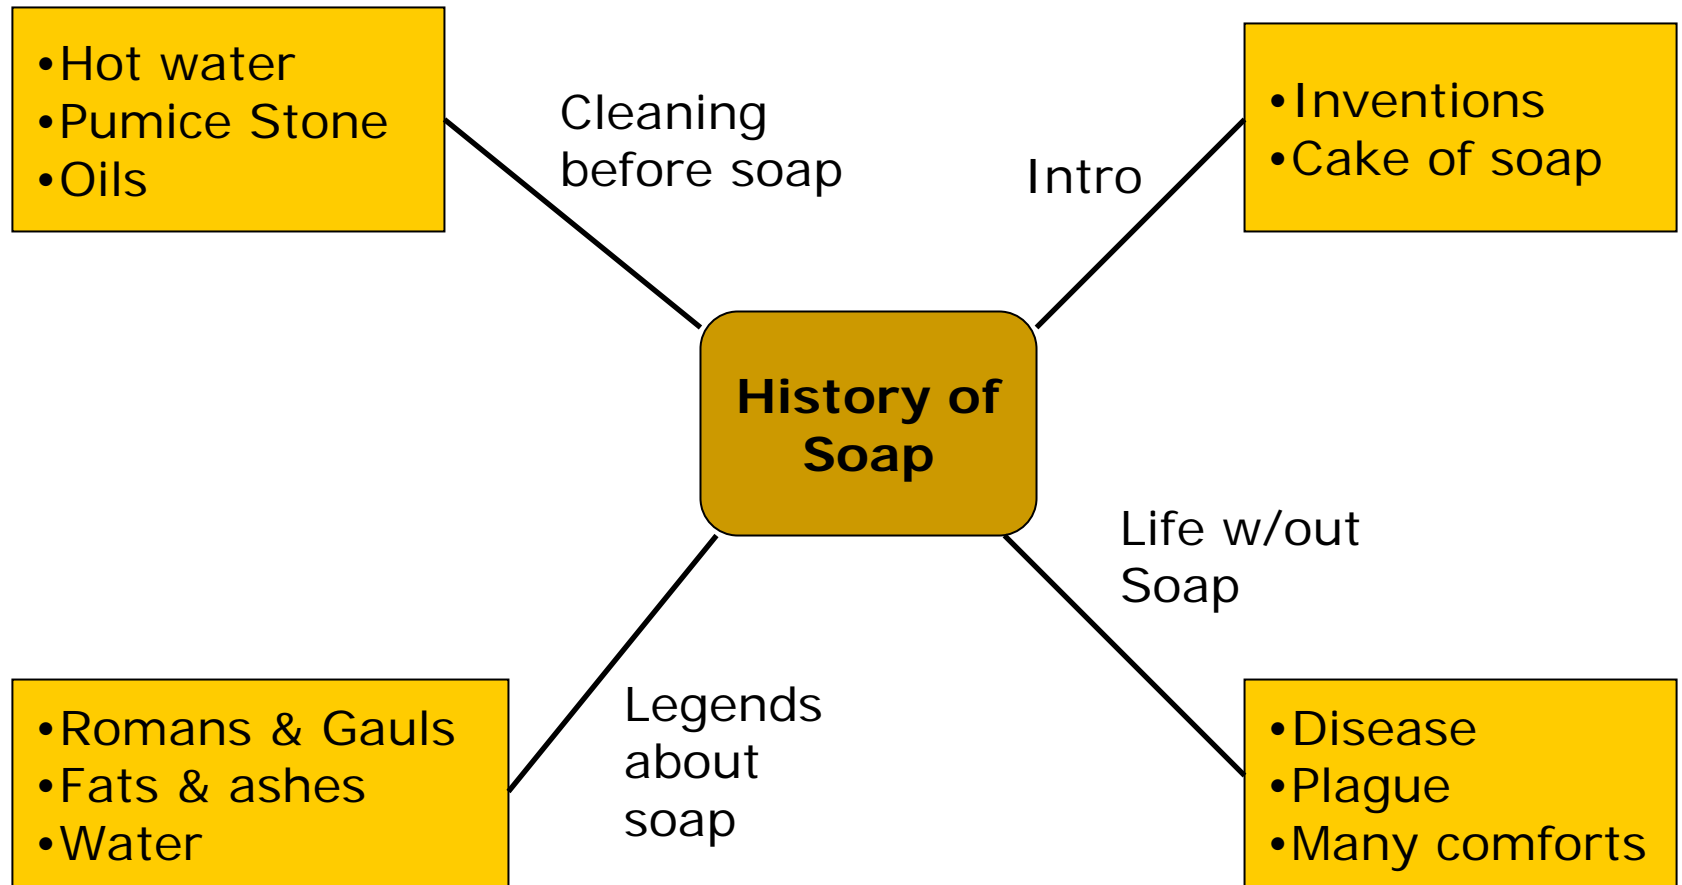 •Hot water
•Pumice Stone
•Oils
Cleaning
before soap
Intro
•Inventions
•Cake of soap
History of
Soap
Life w/out
Soap
•Romans & Gauls
•Fats & ashes
•Water
Legends
about
soap
•Disease
•Plague
•Many comforts